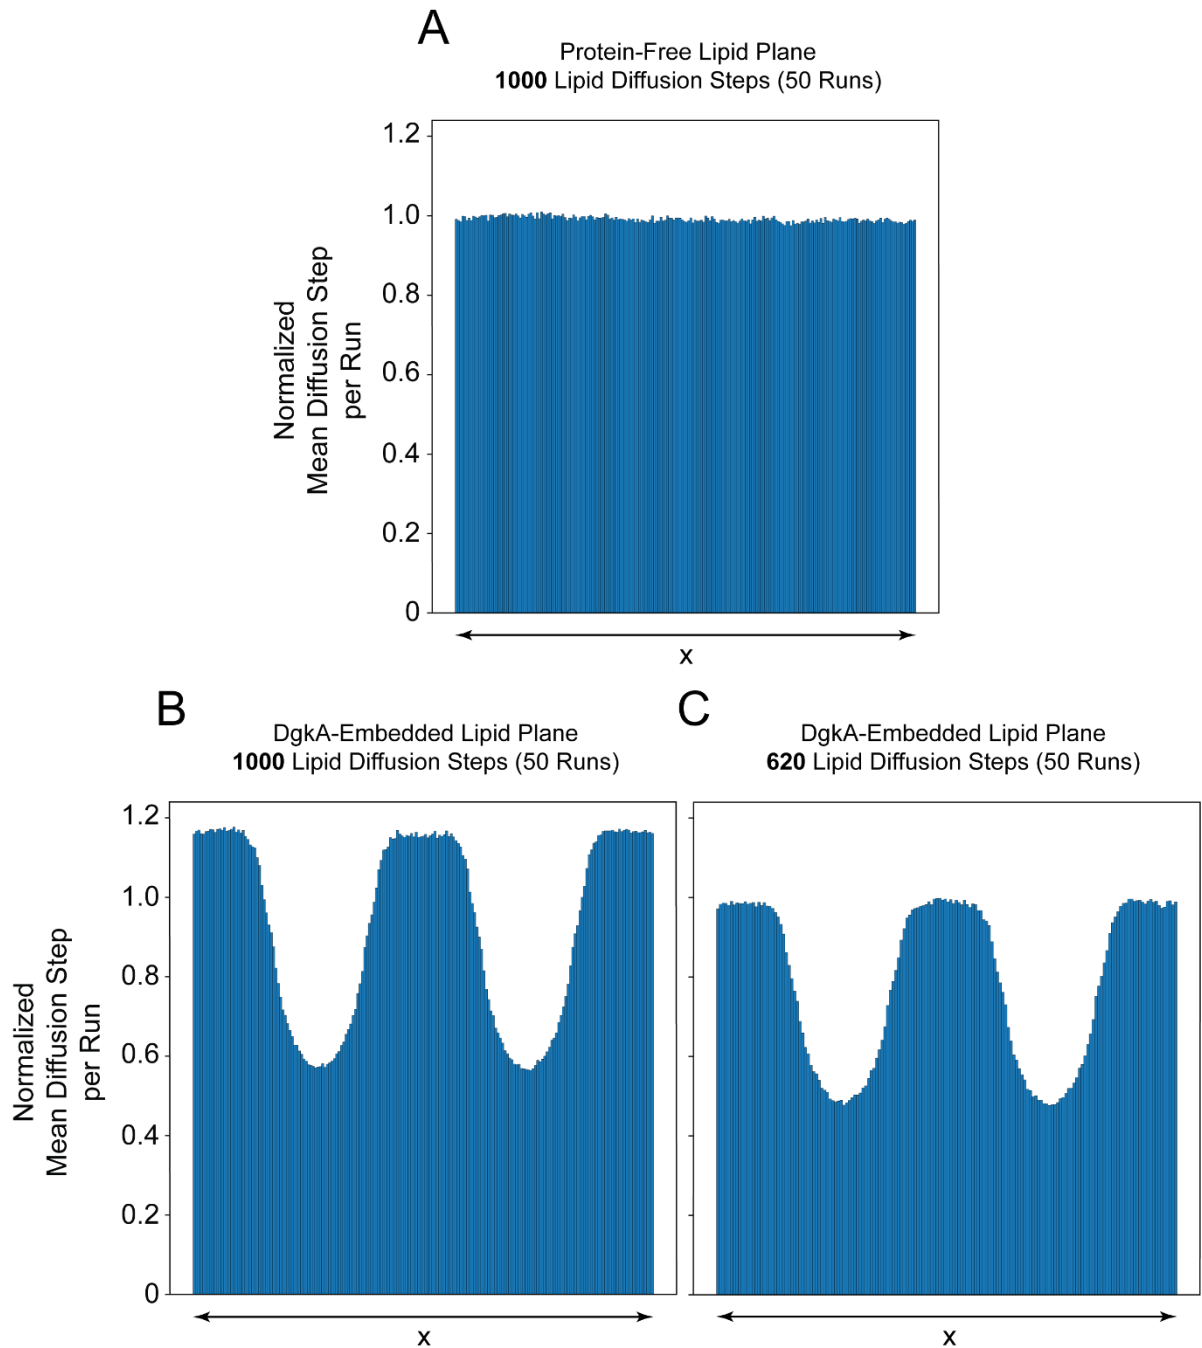 A
Protein-Free Lipid Plane
1000 Lipid Diffusion Steps (50 Runs)
Normalized
Mean Diffusion Step
per Run
1.2
1.0
0.8
0.6
0.4
0.2
0
x
B
DgkA-Embedded Lipid Plane
1000 Lipid Diffusion Steps (50 Runs)
Normalized
Mean Diffusion Step
per Run
1.2
1.0
0.8
0.6
0.4
0.2
0
x
C
DgkA-Embedded Lipid Plane
620 Lipid Diffusion Steps (50 Runs)
x